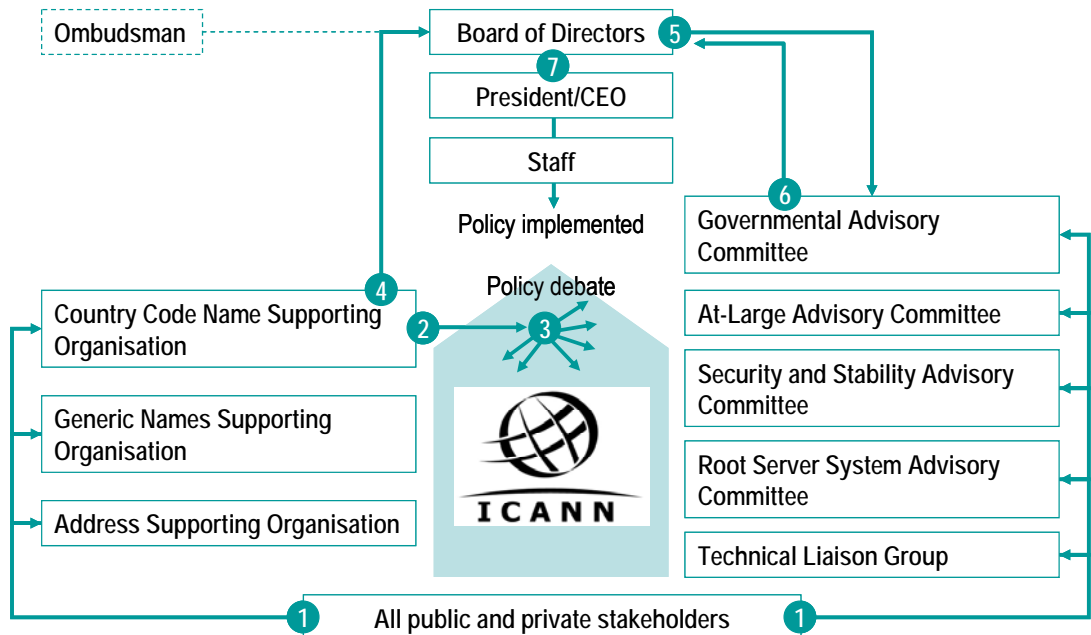 Ombudsman
Board of Directors
5
7
President/CEO
Staff
6
Policy implemented
Governmental Advisory
Committee
Policy debate
4
Country Code Name Supporting
Organisation
2
3
At-Large Advisory Committee
Security and Stability Advisory
Committee
Generic Names Supporting
Organisation
Root Server System Advisory
Committee
ICANN
Address Supporting Organisation
Technical Liaison Group
1
All public and private stakeholders
1